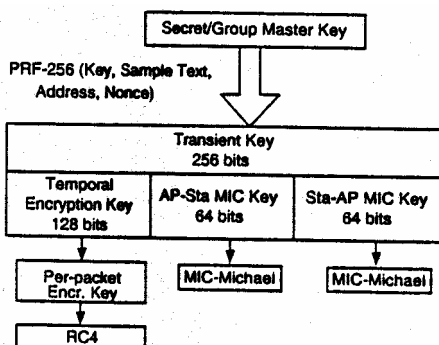 Secret/Group Master Key
PRF-256 (Key, Sample Text,
Address, Nonce)
Transient Key
256 bits
Temporal
Encryption Key
128 bits
AP-Sta MIC Key
64 bits
Sta-AP MIC Key
64 bits
Per-packet
Encr. Key
MIC-Michael
MIC-Michael
RC4